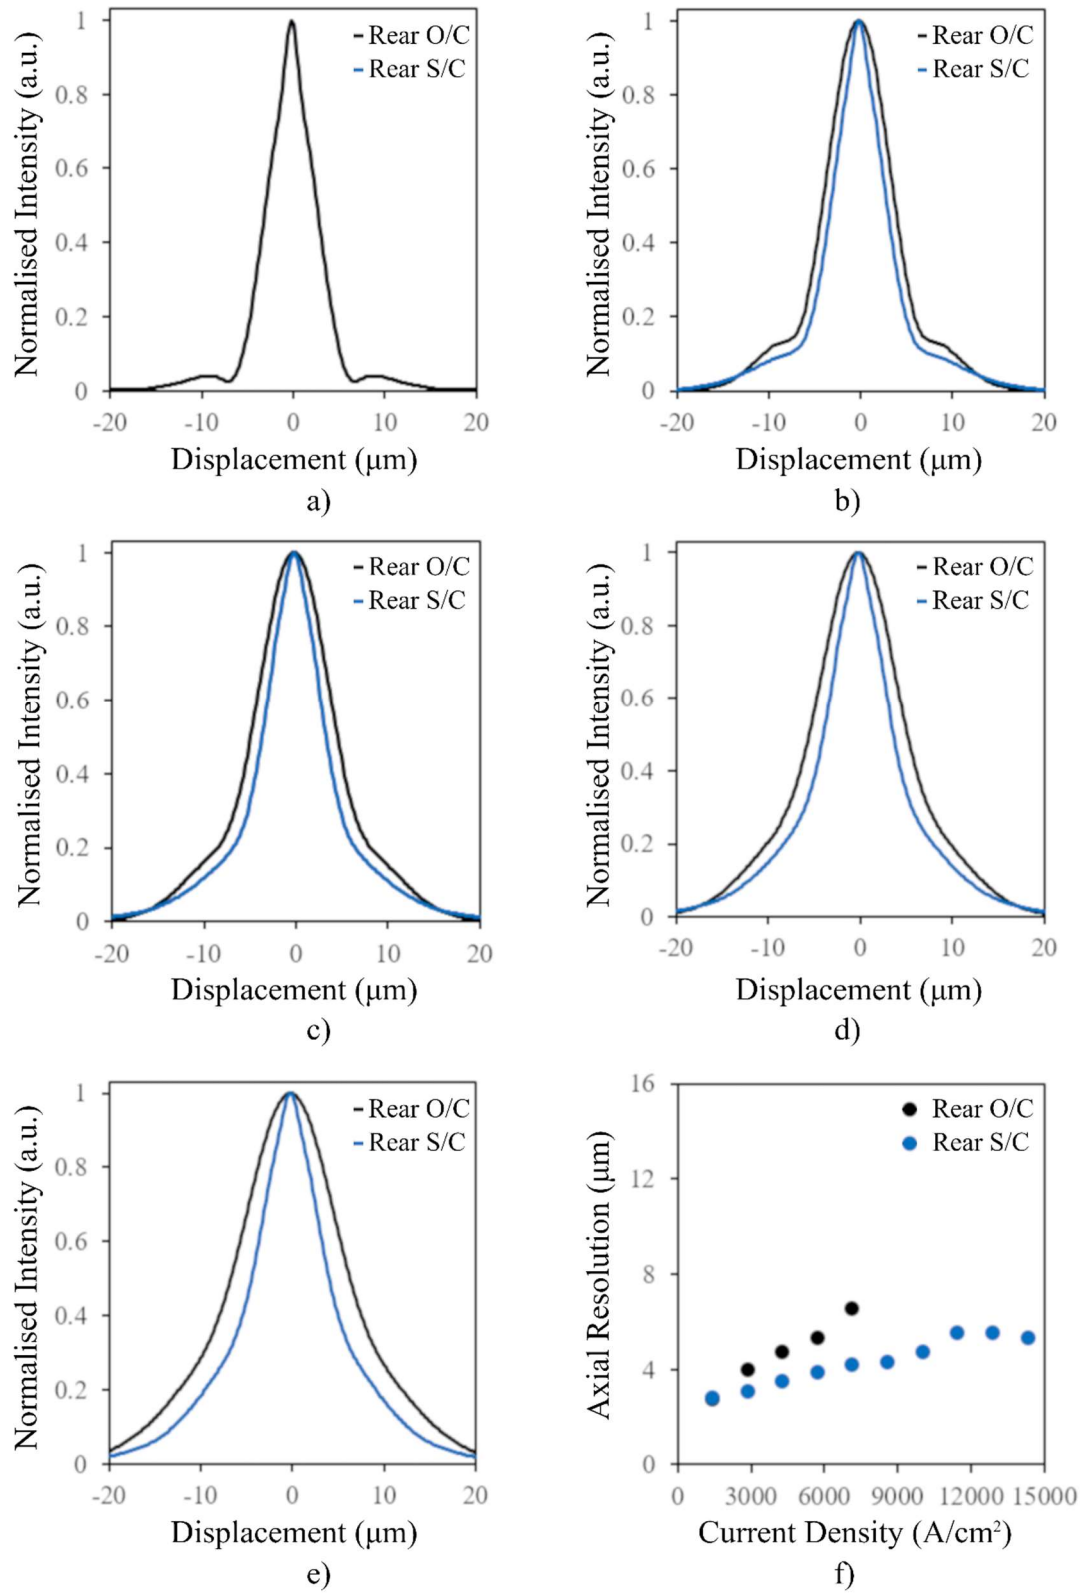 Normalised Intensity (a.u.)
1
0.8
0.6
0.4
0.2
0
-20
-10
0
10
20
Rear O/C
Rear S/C
Displacement (μm)
a)
Normalised Intensity (a.u.)
1
0.8
0.6
0.4
0.2
0
-20
-10
0
10
20
Rear O/C
Rear S/C
Displacement (μm)
b)
Normalised Intensity (a.u.)
1
0.8
0.6
0.4
0.2
0
-20
-10
0
10
20
Rear O/C
Rear S/C
Displacement (μm)
c)
Normalised Intensity (a.u.)
1
0.8
0.6
0.4
0.2
0
-20
-10
0
10
20
Rear O/C
Rear S/C
Displacement (μm)
d)
Normalised Intensity (a.u.)
1
0.8
0.6
0.4
0.2
0
-20
-10
0
10
20
Rear O/C
Rear S/C
Displacement (μm)
e)
Axial Resolution (μm)
16
12
8
4
0
0
3000
6000
9000
12000
15000
Rear O/C
Rear S/C
Current Density (A/cm²)
f)